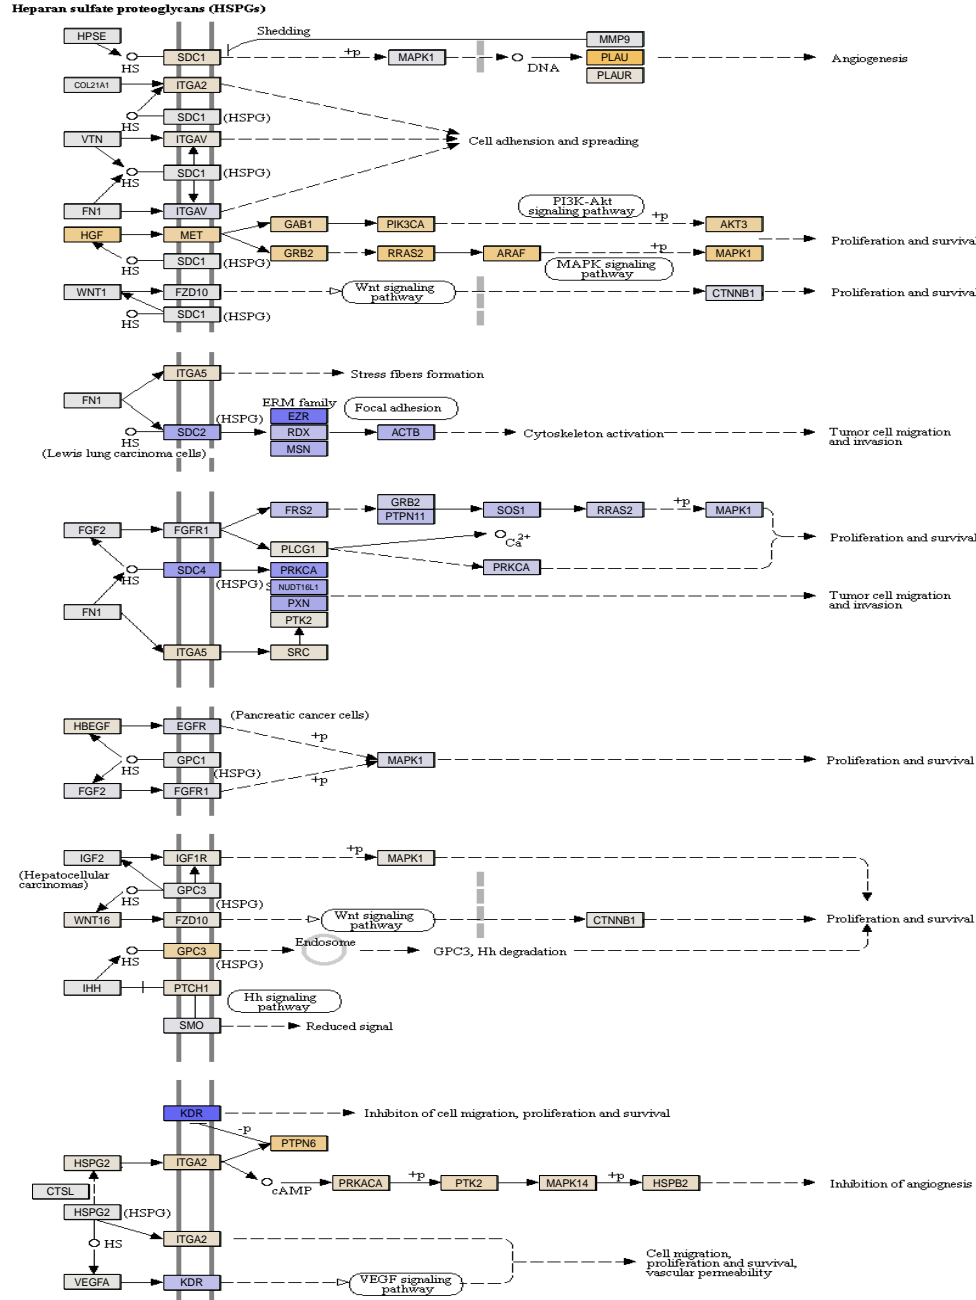 Heparan sulfate proteoglycans (HSPGs)
HPSE
Shedding
MMP9
HS
SDC1
+p
MAPK1
DNA
PLAU
Angiogenesis
PLAUR
COL21A1
ITGA2
HS
SDC1
(HSPG)
VTN
ITGAV
Cell adhension and spreading
HS
SDC1
(HSPG)
FN1
ITGAV
PI3K-Akt
signaling pathway
GAB1
PIK3CA
+p
AKT3
HGF
MET
Proliferation and survival
GRB2
RRAS2
ARAF
+p
MAPK1
HS
SDC1
(HSPG)
MAPK signaling
pathway
WNT1
FZD10
Wnt signaling
pathway
CTNNB1
Proliferation and survival
HS
SDC1
(HSPG)
ITGA5
Stress fibers formation
FN1
ERM family
Focal adhesion
(HSPG)
EZR
HS
SDC2
RDX
ACTB
Cytoskeleton activation
Tumor cell migration
and invasion
MSN
(Lewis lung carcinoma cells)
FRS2
GRB2
PTPN11
SOS1
RRAS2
+p
MAPK1
FGF2
FGFR1
Ca2+
Proliferation and survival
PLCG1
HS
SDC4
(HSPG)
PRKCA
PRKCA
NUDT16L1
PXN
Tumor cell migration
and invasion
FN1
PTK2
ITGA5
SRC
(Pancreatic cancer cells)
HBEGF
EGFR
+p
HS
GPC1
(HSPG)
MAPK1
Proliferation and survival
FGF2
FGFR1
+p
IGF2
IGF1R
+p
MAPK1
(Hepatocellular
carcinomas)
HS
GPC3
(HSPG)
WNT16
FZD10
Wnt signaling
pathway
CTNNB1
Proliferation and survival
HS
GPC3
(HSPG)
Endosome
GPC3, Hh degradation
IHH
PTCH1
Hh signaling
pathway
SMO
Reduced signal
KDR
Inhibiton of cell migration, proliferation and survival
-p
PTPN6
HSPG2
ITGA2
cAMP
PRKACA
+p
PTK2
MAPK14
+p
HSPB2
Inhibition of angiognesis
CTSL
HSPG2
(HSPG)
HS
ITGA2
Cell migration,
proliferation and survival,
vascular permeability
VEGFA
KDR
VEGF signaling
pathway